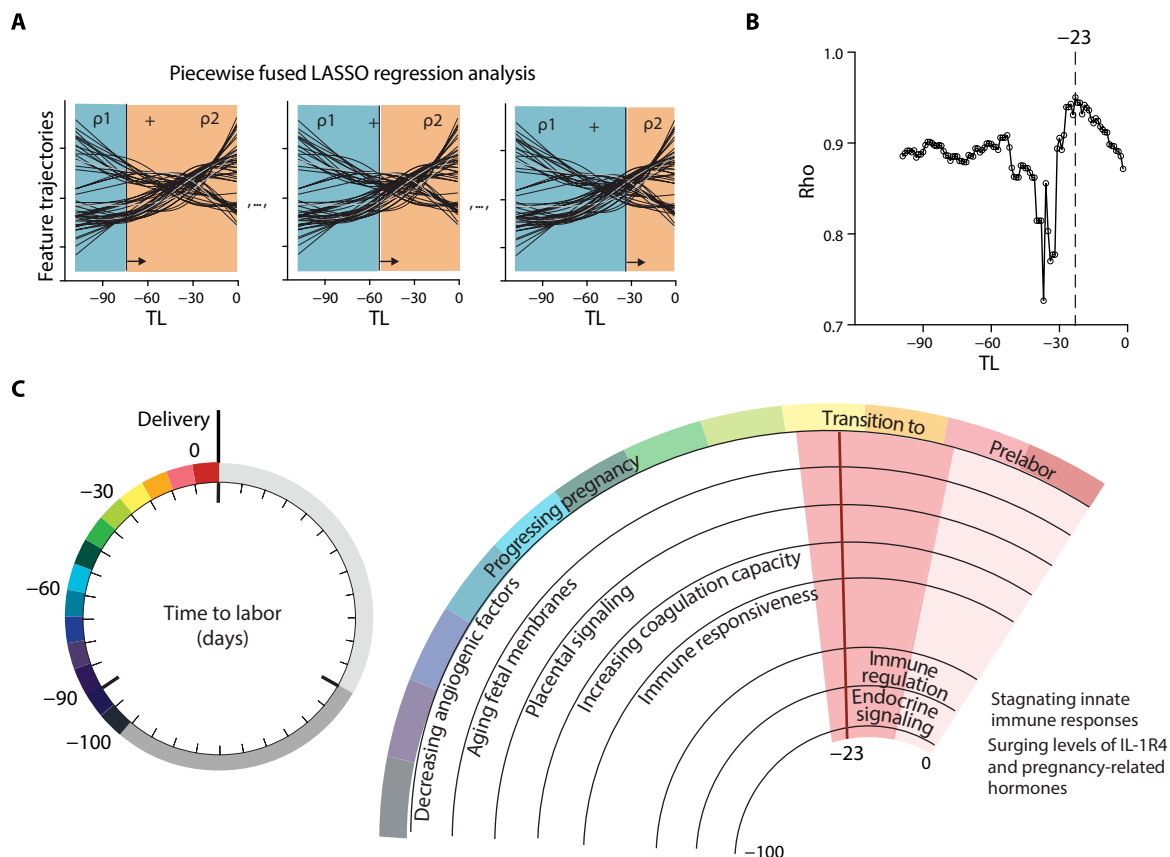 A
Piecewise fused LASSO regression analysis
Feature trajectories
ρ1 + ρ2
ρ1 + ρ2
ρ1 + ρ2
,...,
,...,
−90 −60 −30 0
−90 −60 −30 0
−90 −60 −30 0
TL
TL
TL
B
−23
1.0
0.9
0.8
0.7
Rho
−90 −60 −30 0
TL
C
Delivery
0
−30
−60
−90
−100
Time to labor
(days)
Progressing pregnancy
Transition to
Prelabor
Decreasing angiogenic factors
Aging fetal membranes
Placental signaling
Increasing coagulation capacity
Immune responsiveness
Immune
regulation
Endocrine
signaling
−23
0
−100
Stagnating innate
immune responses
Surging levels of IL-1R4
and pregnancy-related
hormones